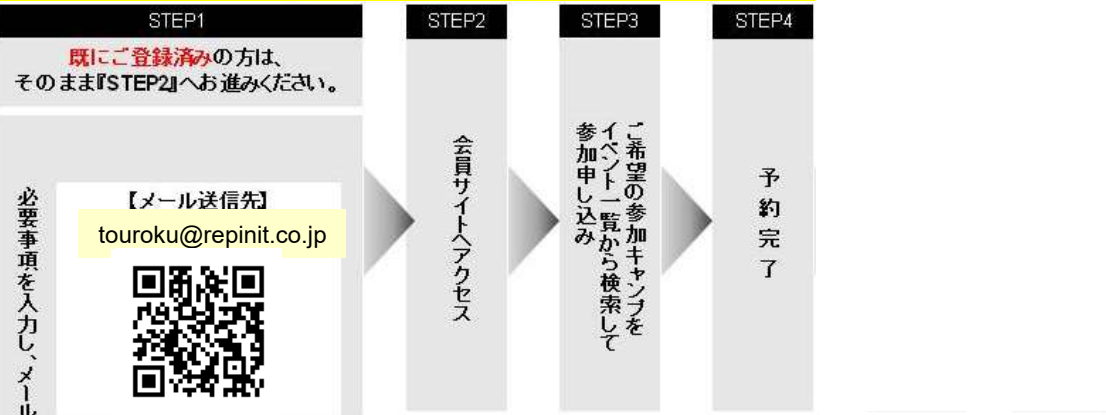 STEP1
既にご登録済みの方は、
そのまま『STEP2』へお進みください。
必要事項を入力し、メール
【メール送信先】
touroku@repinit.co.jp
STEP2
会員サイトへアクセス
STEP3
ご希望の参加キャンプを
イベント一覧から検索して
参加申し込み
STEP4
予約完了